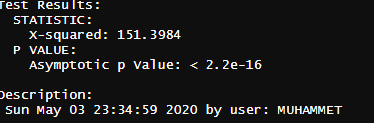 Test Results:
STATISTIC:
X-squared: 151.3984
P VALUE:
Asymptotic p Value: < 2.2e-16
Description:
Sun May 03 23:34:59 2020 by user: MUHAMMET